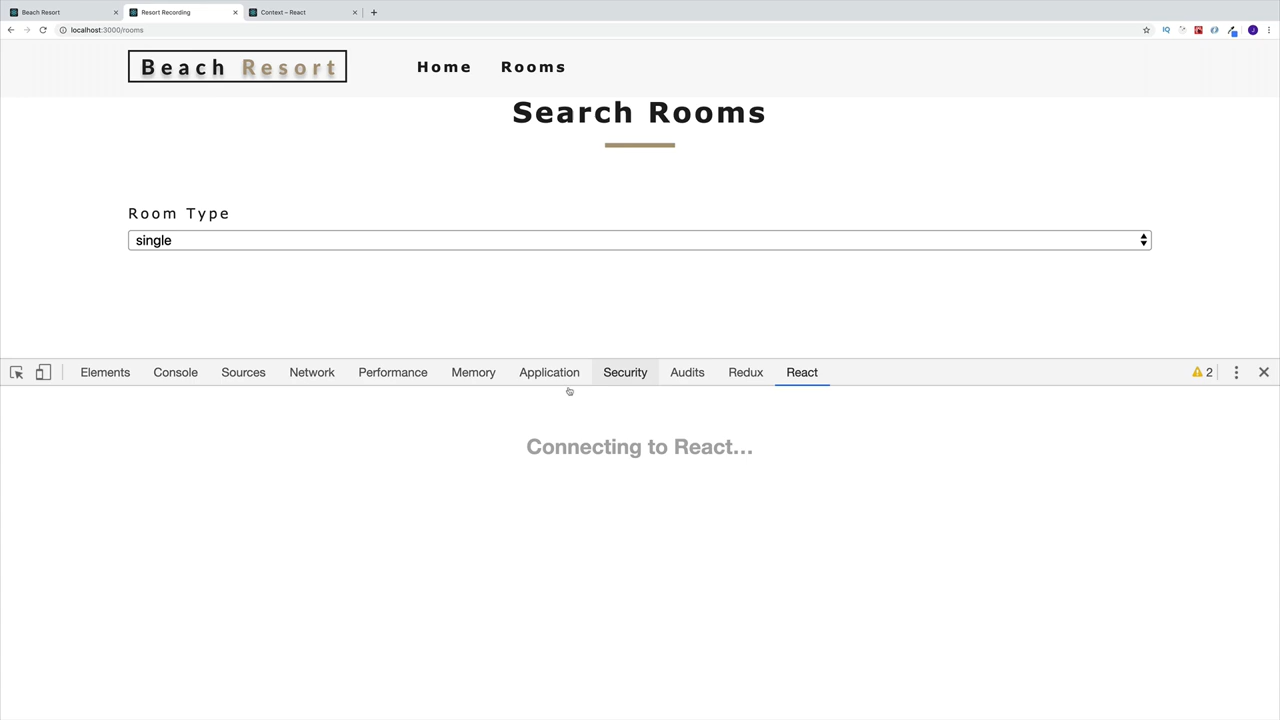 Beach Resort
Resort Recording
Context – React
localhost:3000/rooms
IQ
J
Beach Resort
Home
Rooms
Search Rooms
Room Type
single
Elements
Console
Sources
Network
Performance
Memory
Application
Security
Audits
Redux
React
2
Connecting to React...